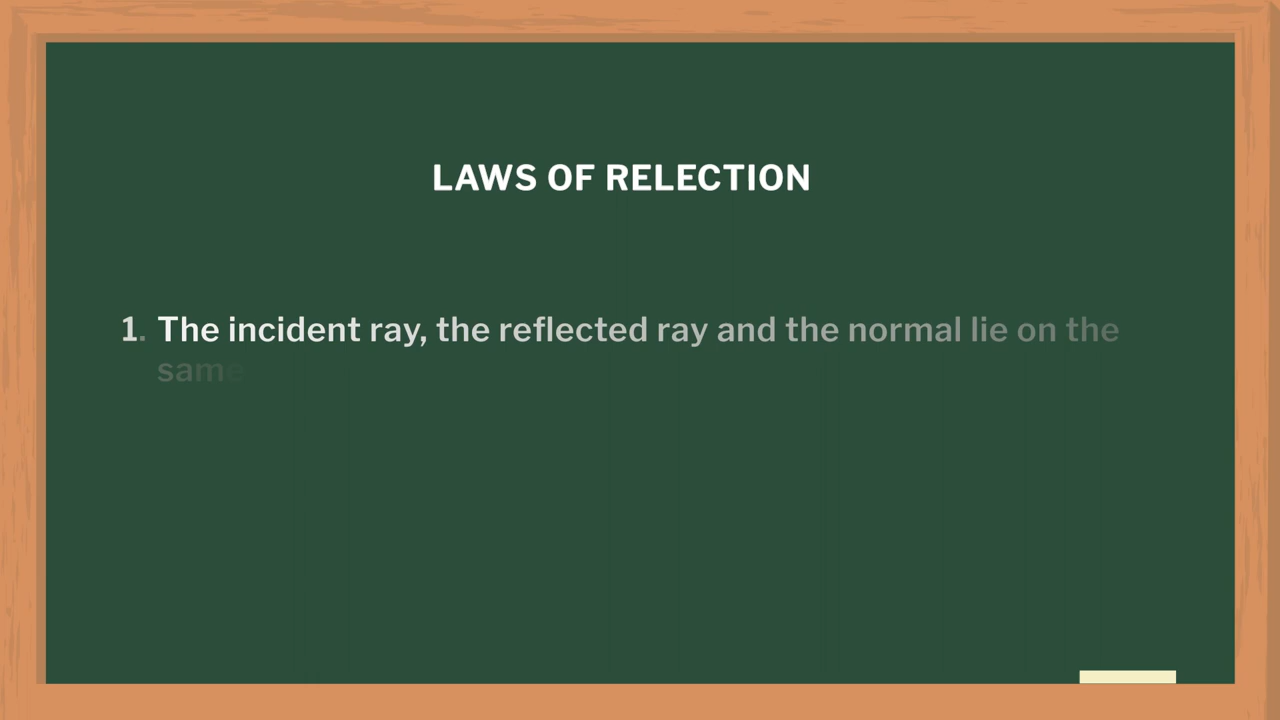 LAWS OF RELECTION
1. The incident ray, the reflected ray and the normal lie on the
same